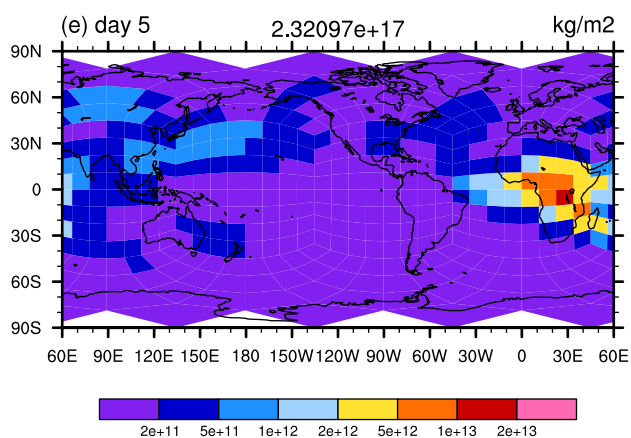 (e) day 5 2.32097e+17 kg/m2
90N
60N
30N
0
30S
60S
90S
60E 90E 120E 150E 180 150W 120W 90W 60W 30W 0 30E 60E
2e+11 5e+11 1e+12 2e+12 5e+12 1e+13 2e+13